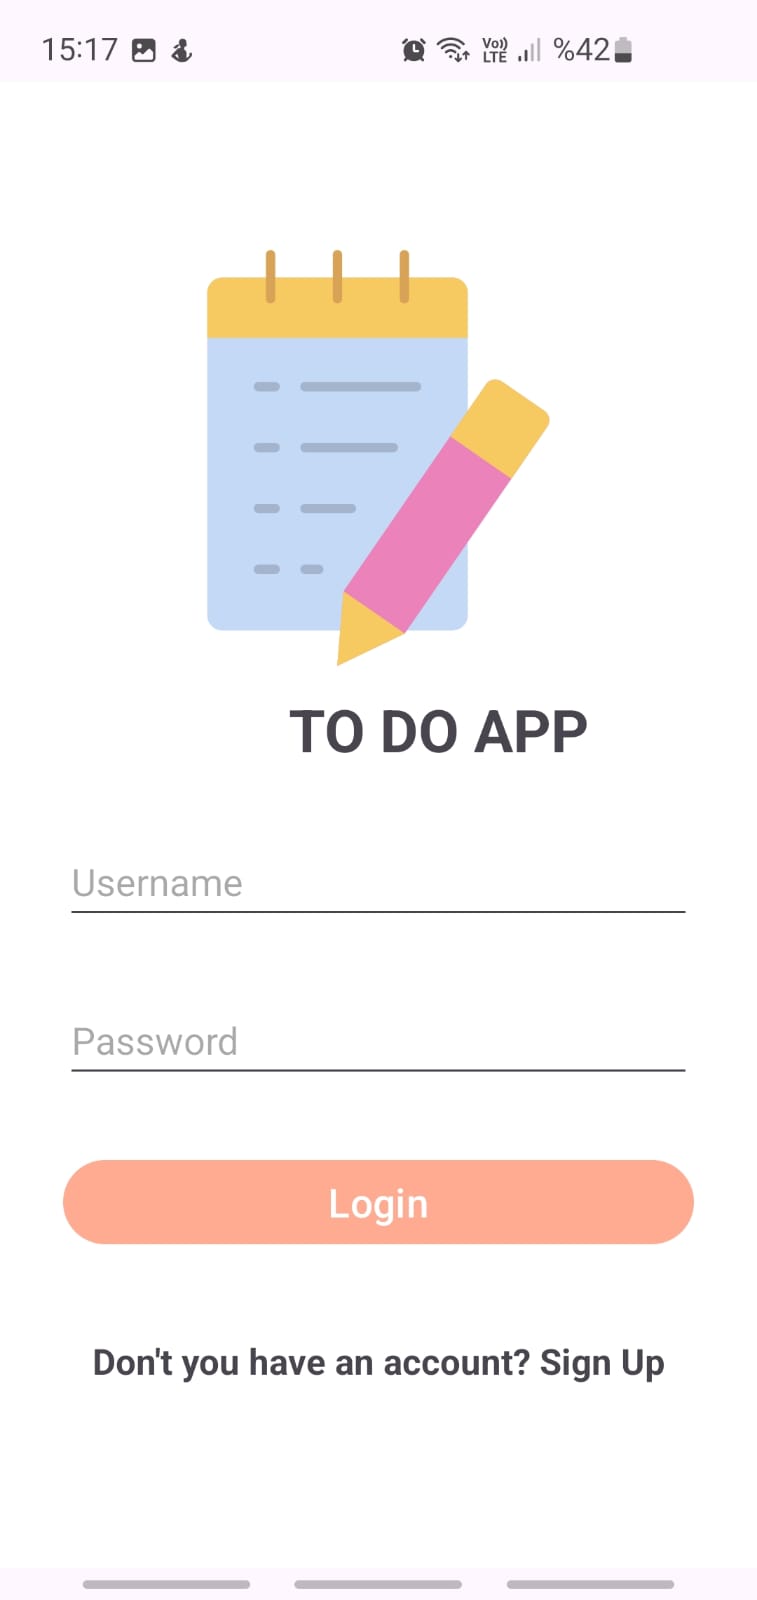 15:17 Vo)) LTE %42
TO DO APP
Username
Password
Login
Don't you have an account? Sign Up